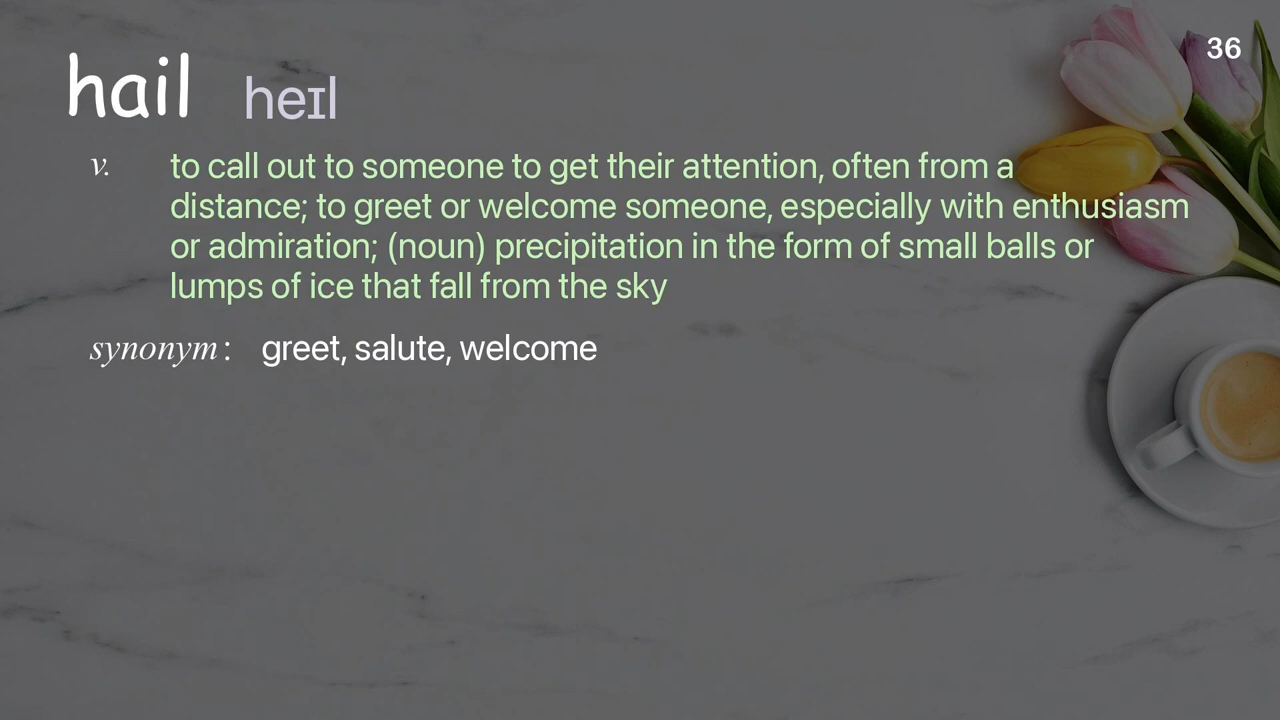 36
hail heɪl
v. to call out to someone to get their attention, often from a
distance; to greet or welcome someone, especially with enthusiasm
or admiration; (noun) precipitation in the form of small balls or
lumps of ice that fall from the sky
synonym: greet, salute, welcome